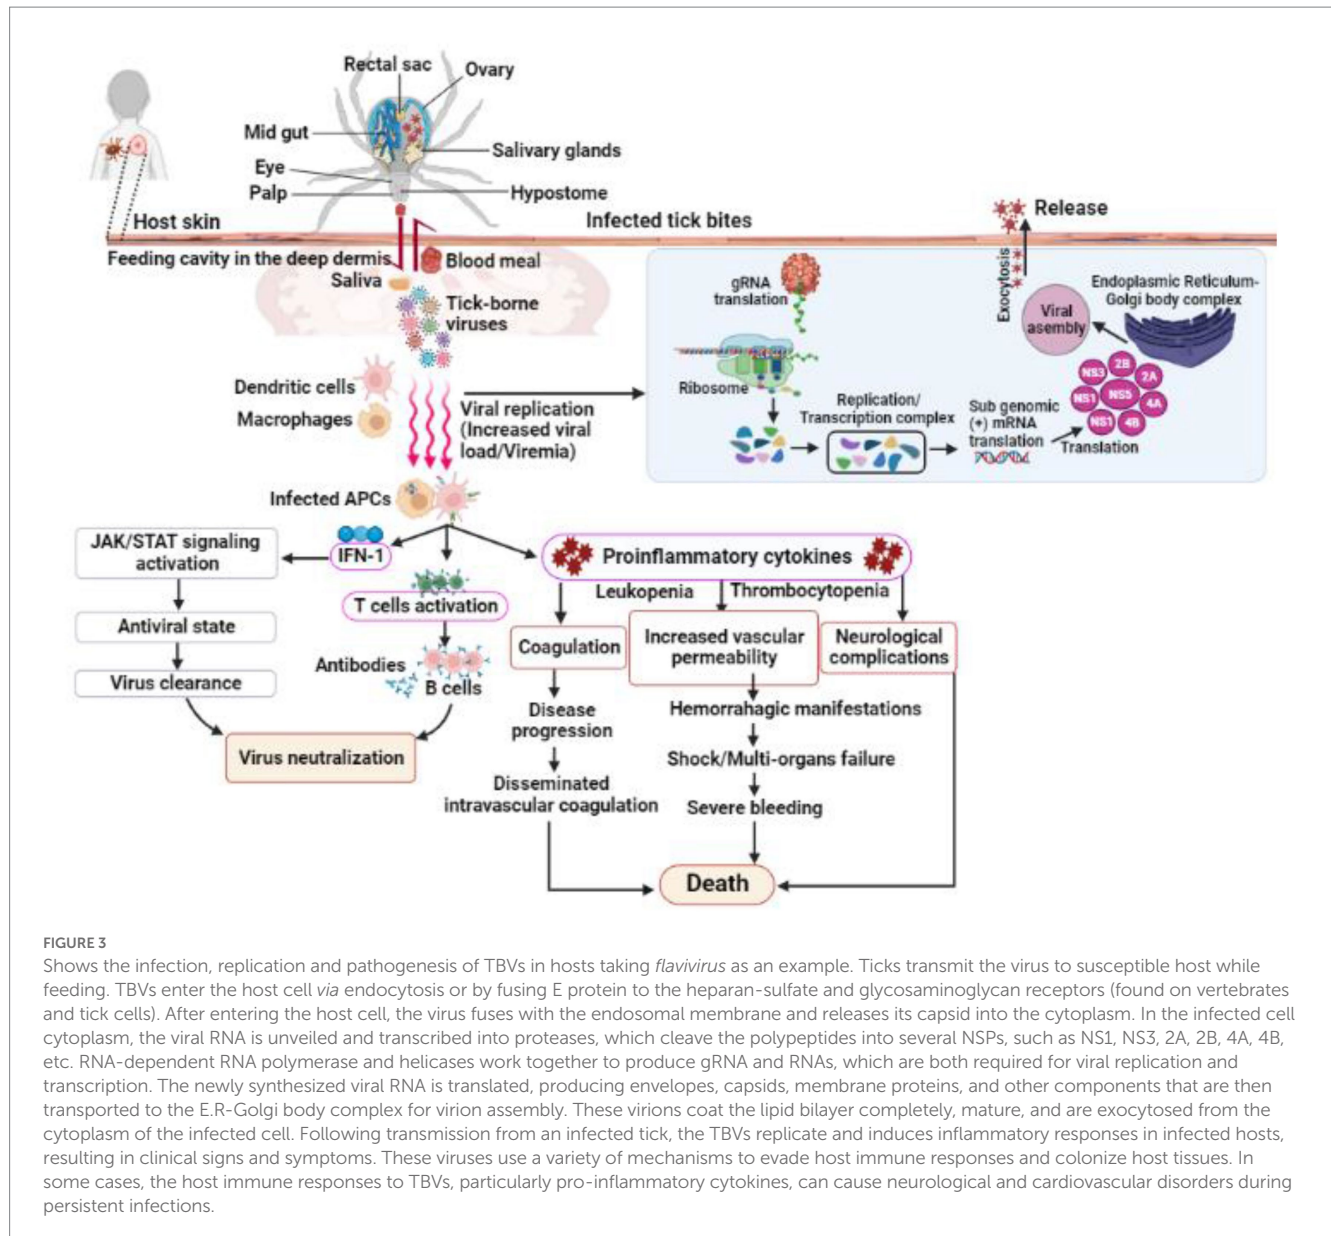 Rectal sac
Ovary
Mid gut
Salivary glands
Eye
Palp
Hypostome
Host skin
Infected tick bites
Feeding cavity in the deep dermis
Blood meal
Saliva
Tick-borne
viruses
Dendritic cells
Macrophages
Viral replication
(Increased viral
load/Viremia)
gRNA
translation
Ribosome
Replication/
Transcription complex
Sub genomic
(+) mRNA
translation
Translation
NS3
2B
2A
NS1
NS5
4A
NS1
4B
Endoplasmic Reticulum-
Golgi body complex
Viral
asembly
Exocytosis
Release
Infected APCs
JAK/STAT signaling
activation
IFN-1
Antiviral state
Virus clearance
T cells activation
Antibodies
B cells
Virus neutralization
Proinflammatory cytokines
Leukopenia
Thrombocytopenia
Coagulation
Increased vascular
permeability
Neurological
complications
Disease
progression
Hemorrahagic manifestations
Disseminated
intravascular coagulation
Shock/Multi-organs failure
Severe bleeding
Death
FIGURE 3
Shows the infection, replication and pathogenesis of TBVs in hosts taking flavivirus as an example. Ticks transmit the virus to susceptible host while
feeding. TBVs enter the host cell via endocytosis or by fusing E protein to the heparan-sulfate and glycosaminoglycan receptors (found on vertebrates
and tick cells). After entering the host cell, the virus fuses with the endosomal membrane and releases its capsid into the cytoplasm. In the infected cell
cytoplasm, the viral RNA is unveiled and transcribed into proteases, which cleave the polypeptides into several NSPs, such as NS1, NS3, 2A, 2B, 4A, 4B,
etc. RNA-dependent RNA polymerase and helicases work together to produce gRNA and RNAs, which are both required for viral replication and
transcription. The newly synthesized viral RNA is translated, producing envelopes, capsids, membrane proteins, and other components that are then
transported to the E.R-Golgi body complex for virion assembly. These virions coat the lipid bilayer completely, mature, and are exocytosed from the
cytoplasm of the infected cell. Following transmission from an infected tick, the TBVs replicate and induces inflammatory responses in infected hosts,
resulting in clinical signs and symptoms. These viruses use a variety of mechanisms to evade host immune responses and colonize host tissues. In
some cases, the host immune responses to TBVs, particularly pro-inflammatory cytokines, can cause neurological and cardiovascular disorders during
persistent infections.